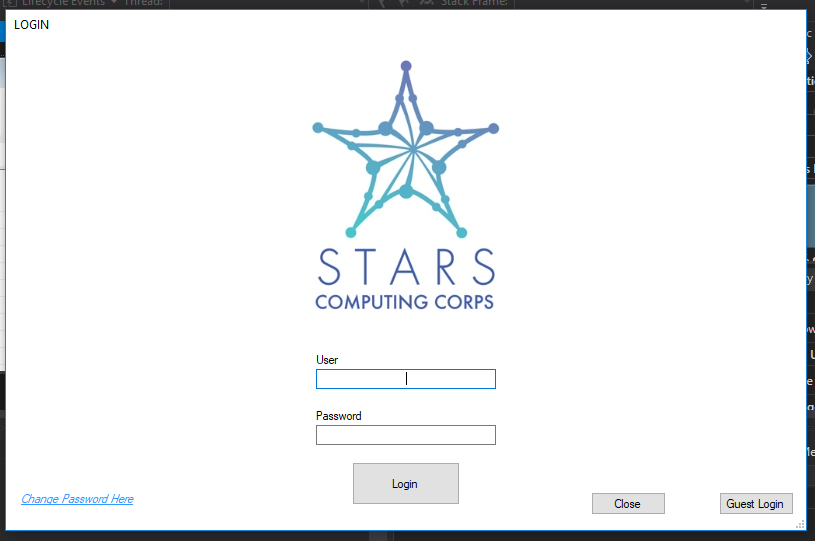 Lifecycle Events
Thread:
Stack Frame:
LOGIN
STARS
COMPUTING CORPS
User
Password
Login
Change Password Here
Close
Guest Login